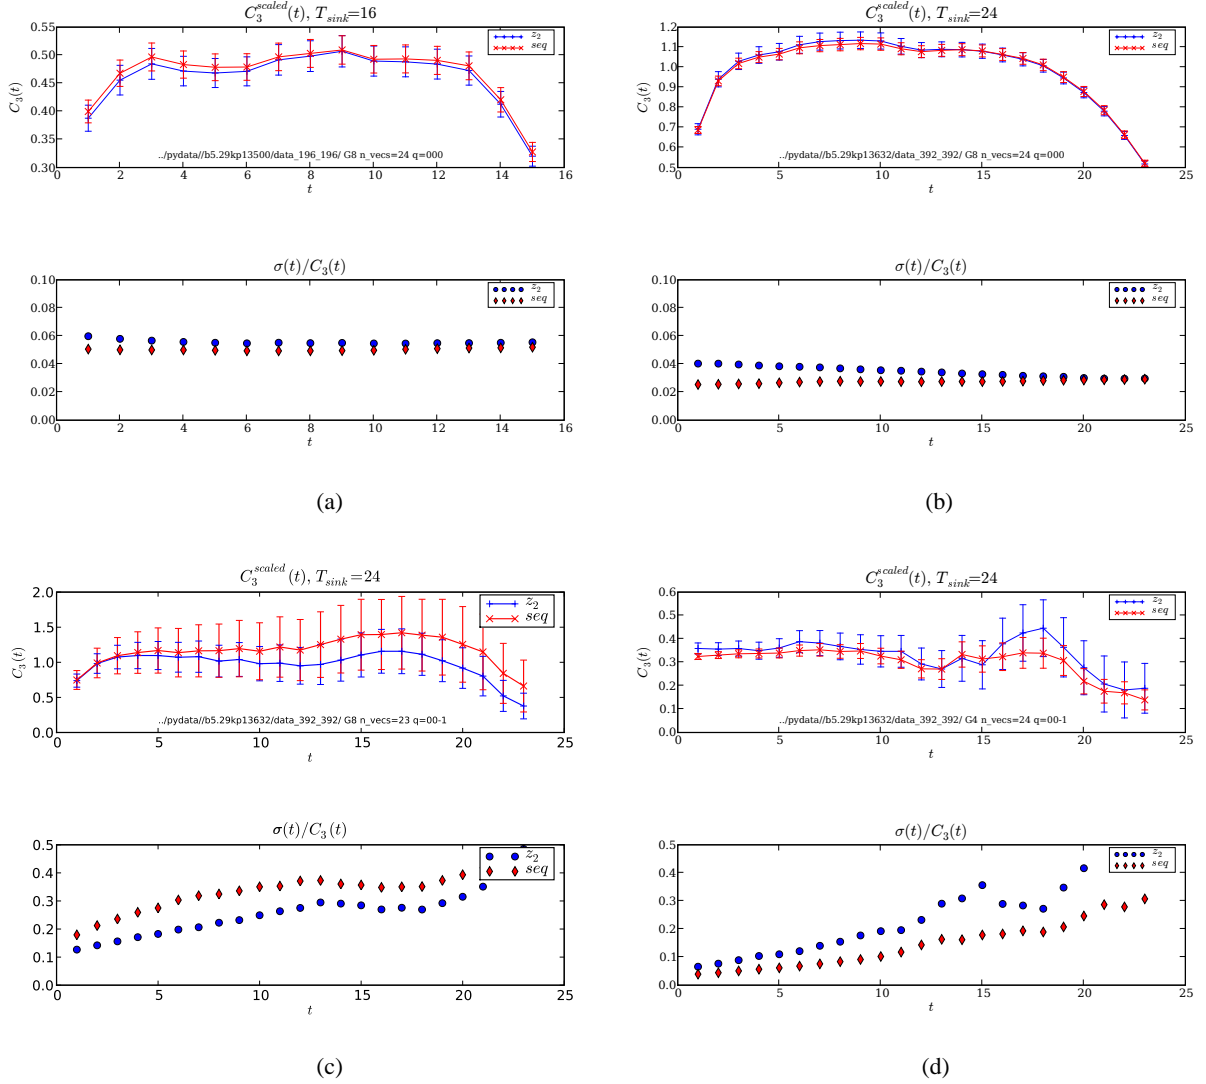 C_3^{scaled}(t), T_{sink}=16
z_2
seq
C_3(t)
0.55
0.50
0.45
0.40
0.35
0.30
../pydata//b5.29kp13500/data_196_196/ G8 n_vecs=24 q=000
0 2 4 6 8 10 12 14 16
t
σ(t)/C_3(t)
z_2
seq
0.10
0.08
0.06
0.04
0.02
0.00
0 2 4 6 8 10 12 14 16
t
(a)
C_3^{scaled}(t), T_{sink}=24
z_2
seq
C_3(t)
1.2
1.1
1.0
0.9
0.8
0.7
0.6
0.5
../pydata//b5.29kp13632/data_392_392/ G8 n_vecs=24 q=000
0 5 10 15 20 25
t
σ(t)/C_3(t)
z_2
seq
0.10
0.08
0.06
0.04
0.02
0.00
0 5 10 15 20 25
t
(b)
C_3^{scaled}(t), T_{sink}=24
z_2
seq
C_3(t)
2.0
1.5
1.0
0.5
0.0
../pydata//b5.29kp13632/data_392_392/ G8 n_vecs=23 q=00-1
0 5 10 15 20 25
t
σ(t)/C_3(t)
z_2
seq
0.5
0.4
0.3
0.2
0.1
0.0
0 5 10 15 20 25
t
(c)
C_3^{scaled}(t), T_{sink}=24
z_2
seq
C_3(t)
0.6
0.5
0.4
0.3
0.2
0.1
0.0
../pydata//b5.29kp13632/data_392_392/ G4 n_vecs=24 q=00-1
0 5 10 15 20 25
t
σ(t)/C_3(t)
z_2
seq
0.5
0.4
0.3
0.2
0.1
0.0
0 5 10 15 20 25
t
(d)